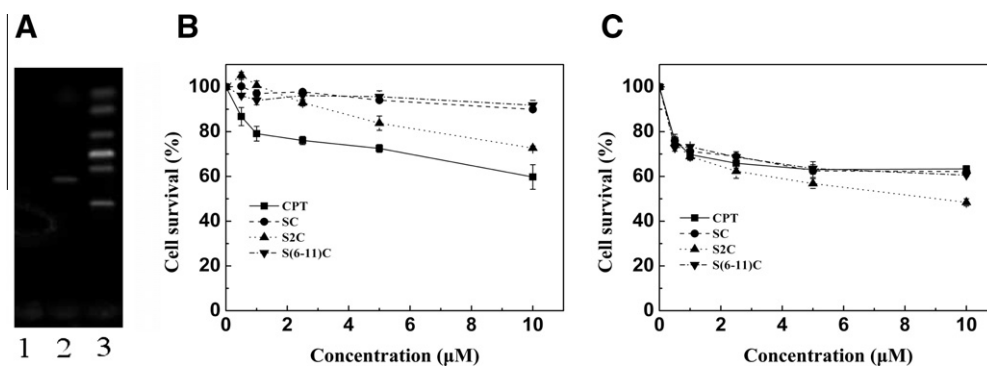 A
1 2 3
B
Cell survival (%)
100
80
60
40
20
0
CPT
SC
S2C
S(6-11)C
0 2 4 6 8 10
Concentration (μM)
C
Cell survival (%)
100
80
60
40
20
0
CPT
SC
S2C
S(6-11)C
0 2 4 6 8 10
Concentration (μM)